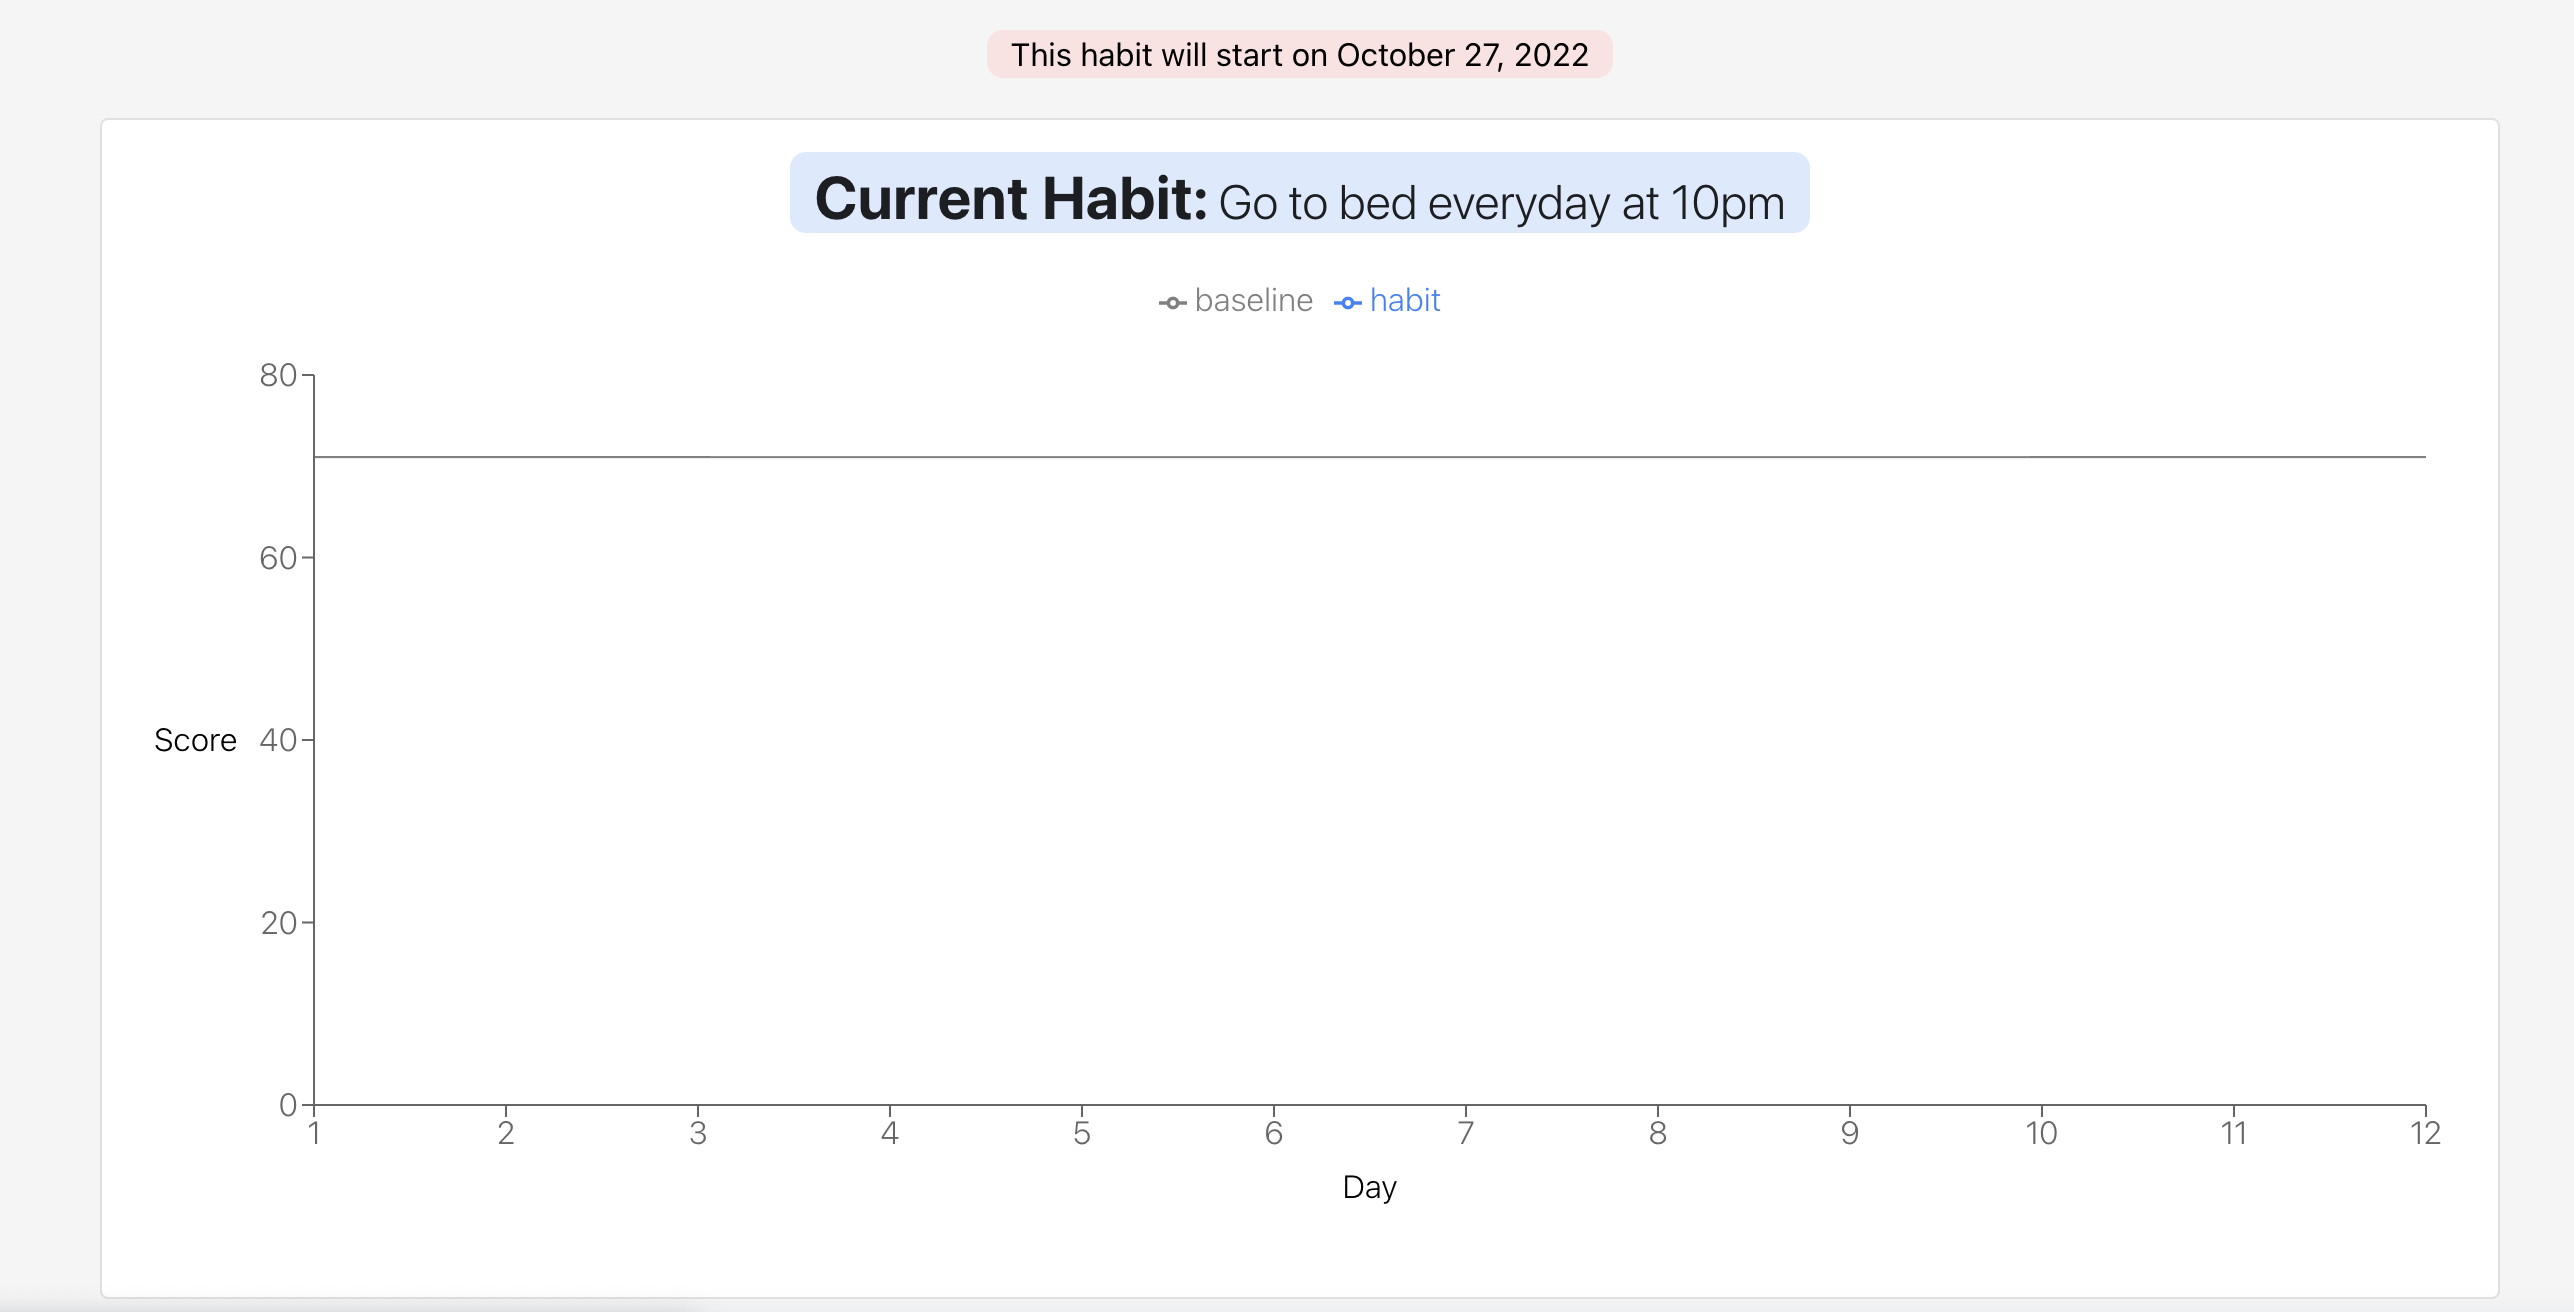 This habit will start on October 27, 2022
Current Habit: Go to bed everyday at 10pm
baseline habit
80
60
Score 40
20
0
1 2 3 4 5 6 7 8 9 10 11 12
Day